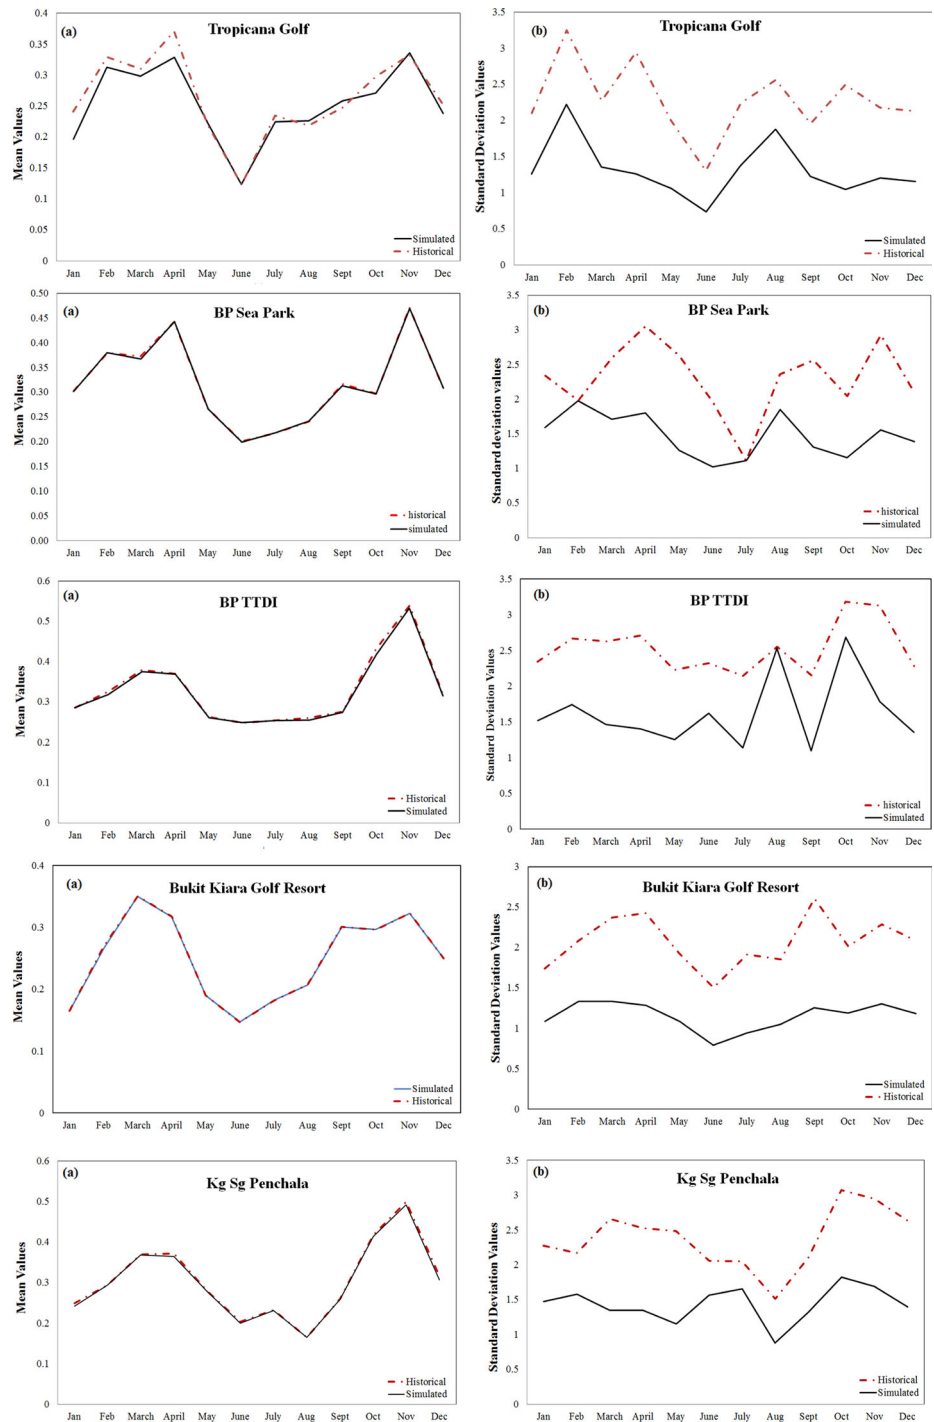 (a)
Tropicana Golf
Mean Values
0.4
0.35
0.3
0.25
0.2
0.15
0.1
0.05
0
Simulated
Historical
Jan Feb March April May June July Aug Sept Oct Nov Dec
(b)
Tropicana Golf
Standard Deviation Values
3.5
3
2.5
2
1.5
1
0.5
0
Simulated
Historical
Jan Feb March April May June July Aug Sept Oct Nov Dec
(a)
BP Sea Park
Mean Values
0.50
0.45
0.40
0.35
0.30
0.25
0.20
0.15
0.10
0.05
0.00
historical
simulated
Jan Feb March April May June July Aug Sept Oct Nov Dec
(b)
BP Sea Park
Standard deviation values
3.5
3
2.5
2
1.5
1
0.5
0
historical
simulated
Jan Feb March April May June July Aug Sept Oct Nov Dec
(a)
BP TTDI
Mean Values
0.6
0.5
0.4
0.3
0.2
0.1
0
Historical
Simulated
Jan Feb March April May June July Aug Sept Oct Nov Dec
(b)
BP TTDI
Standard Deviation Values
3.5
3
2.5
2
1.5
1
0.5
0
historical
Simulated
Jan Feb March April May June July Aug Sept Oct Nov Dec
(a)
Bukit Kiara Golf Resort
Mean Values
0.4
0.3
0.2
0.1
0
Simulated
Historical
Jan Feb March April May June Jul Aug Sept Oct Nov Dec
(b)
Bukit Kiara Golf Resort
Standard Deviation Values
3
2.5
2
1.5
1
0.5
0
Simulated
Historical
Jan Feb March April May June July Aug Sept Oct Nov Dec
(a)
Kg Sg Penchala
Mean Values
0.6
0.5
0.4
0.3
0.2
0.1
0
Historical
Simulated
Jan Feb March April May June July Aug Sept Oct Nov Dec
(b)
Kg Sg Penchala
Standard Deviation Values
3.5
3
2.5
2
1.5
1
0.5
0
Historical
Simulated
Jan Feb March April May June July Aug Sept Oct Nov Dec